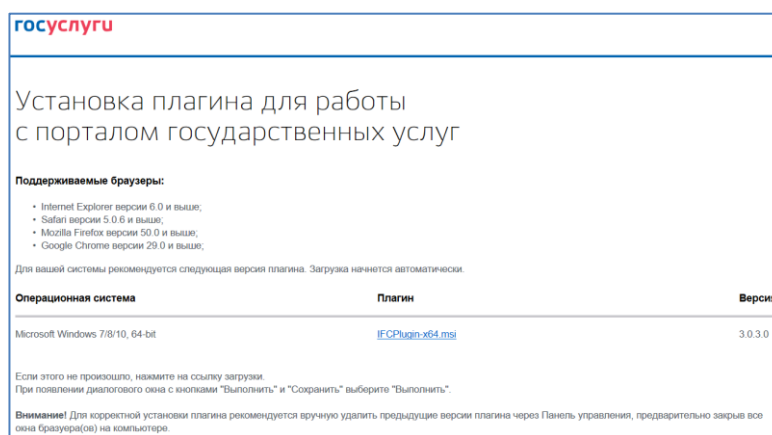 госуслуги
Установка плагина для работы
с порталом государственных услуг
Поддерживаемые браузеры:
• Internet Explorer версии 6.0 и выше;
• Safari версии 5.0.6 и выше;
• Mozilla Firefox версии 50.0 и выше;
• Google Chrome версии 29.0 и выше;
Для вашей системы рекомендуется следующая версия плагина. Загрузка начнется автоматически.
Операционная система Плагин Версия
Microsoft Windows 7/8/10, 64-bit IFCPlugin-x64.msi 3.0.3.0
Если этого не произошло, нажмите на ссылку загрузки.
При появлении диалогового окна с кнопками "Выполнить" и "Сохранить" выберите "Выполнить".
Внимание! Для корректной установки плагина рекомендуется вручную удалить предыдущие версии плагина через Панель управления, предварительно закрыв все
окна браузера(ов) на компьютере.